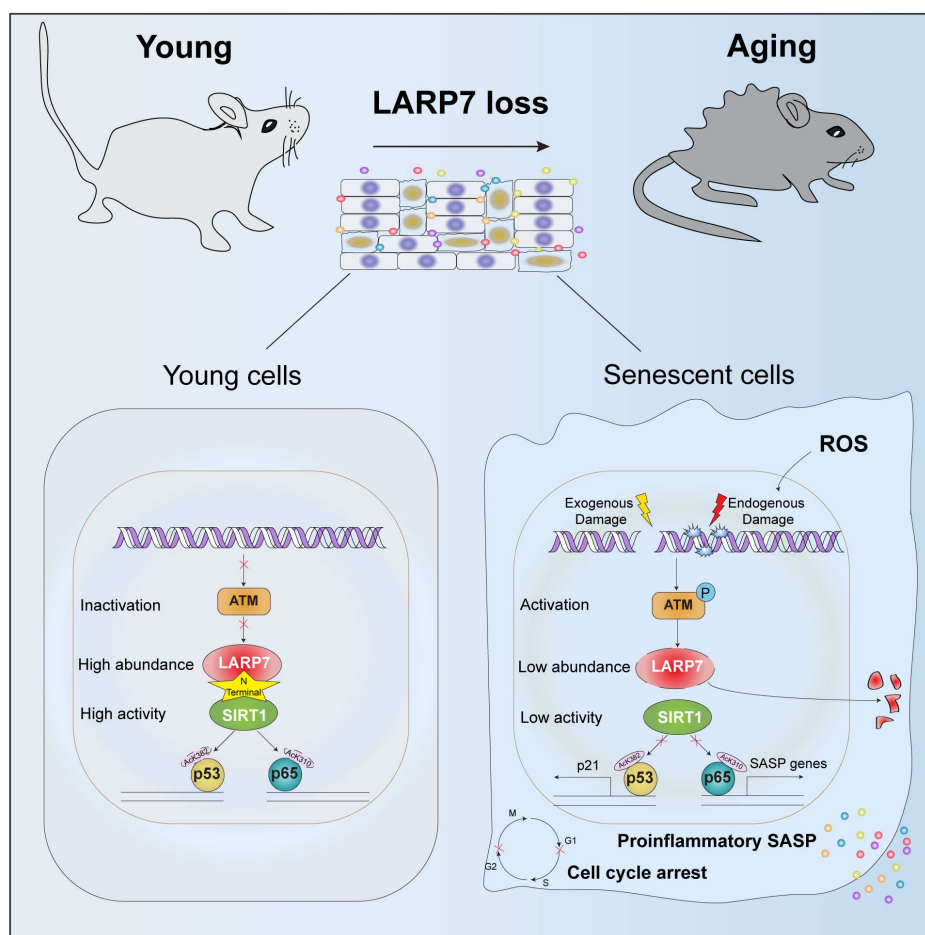 Young
Aging
LARP7 loss
Young cells
Senescent cells
ROS
Exogenous
Damage
Endogenous
Damage
Inactivation
ATM
High abundance
LARP7
N
Terminal
High activity
SIRT1
AcK382
AcK310
p53
p65
Activation
ATM
P
Low abundance
LARP7
Low activity
SIRT1
AcK382
AcK310
p21
p53
p65
SASP genes
M
G1
G2
S
Proinflammatory SASP
Cell cycle arrest